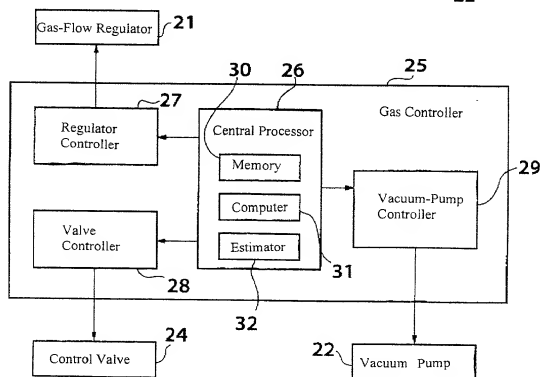 Gas-Flow Regulator
21
25
30
26
27
Gas Controller
Regulator
Controller
Central Processor
Memory
29
Vacuum-Pump
Controller
Computer
Valve
Controller
Estimator
31
28
32
24
22
Control Valve
Vacuum Pump